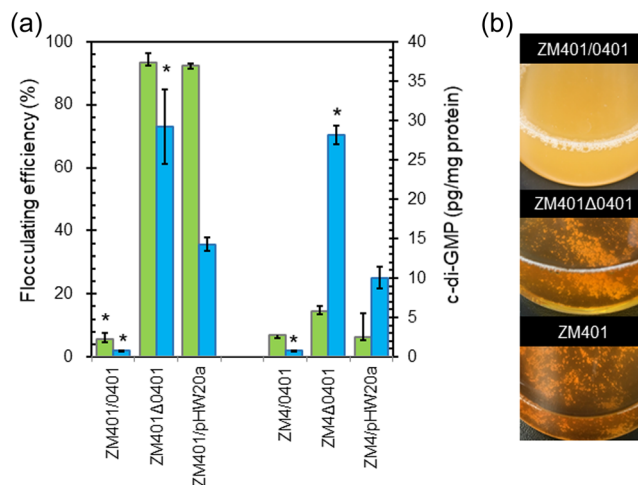 (a)
(b)
Flocculating efficiency (%)
100
80
60
40
20
0
* * * * *
40
35
30
25
20
15
10
5
0
c-di-GMP (pg/mg protein)
ZM401/0401
ZM401Δ0401
ZM401/pHW20a
ZM4/0401
ZM4Δ0401
ZM4/pHW20a
ZM401/0401
ZM401Δ0401
ZM401